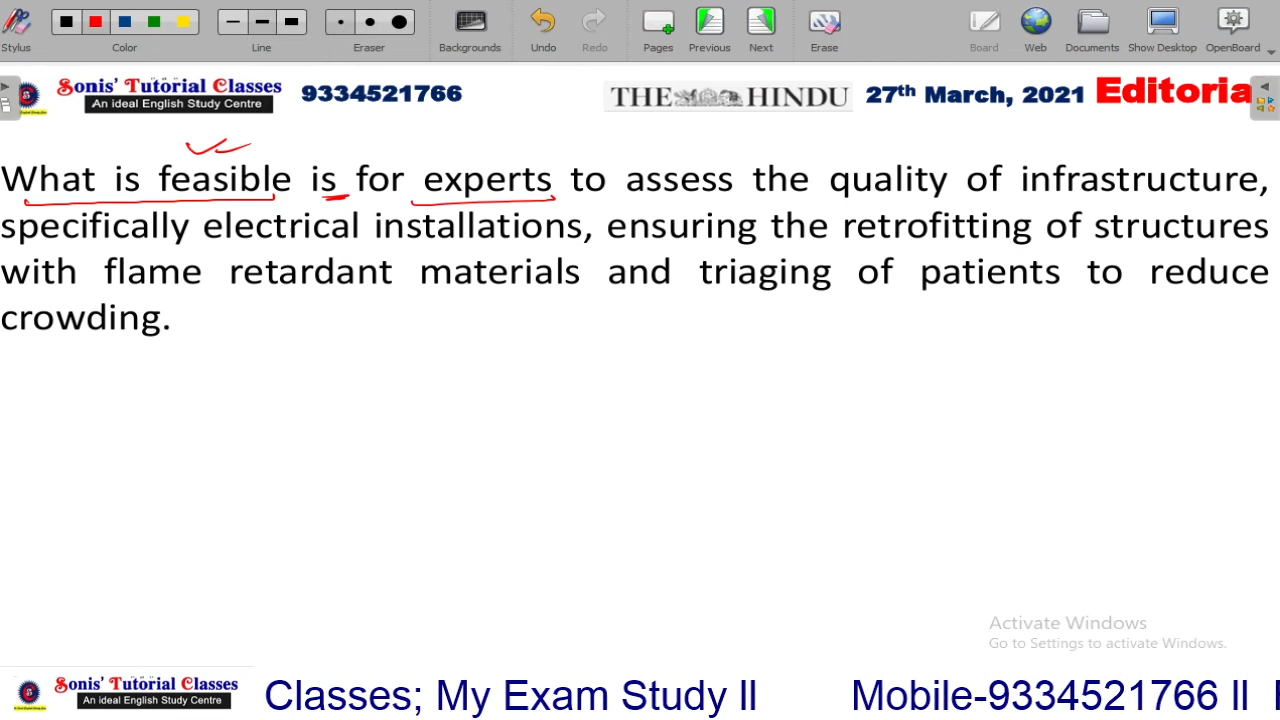 Stylus Color Line Eraser Backgrounds Undo Redo Pages Previous Next Erase Board Web Documents Show Desktop OpenBoard
Sonis' Tutorial Classes
An ideal English Study Centre
9334521766
THE HINDU
27th March, 2021
Editoria
What is feasible is for experts to assess the quality of infrastructure,
specifically electrical installations, ensuring the retrofitting of structures
with flame retardant materials and triaging of patients to reduce
crowding.
Activate Windows
Go to Settings to activate Windows.
Sonis' Tutorial Classes
An ideal English Study Centre
Classes; My Exam Study ll Mobile-9334521766 ll